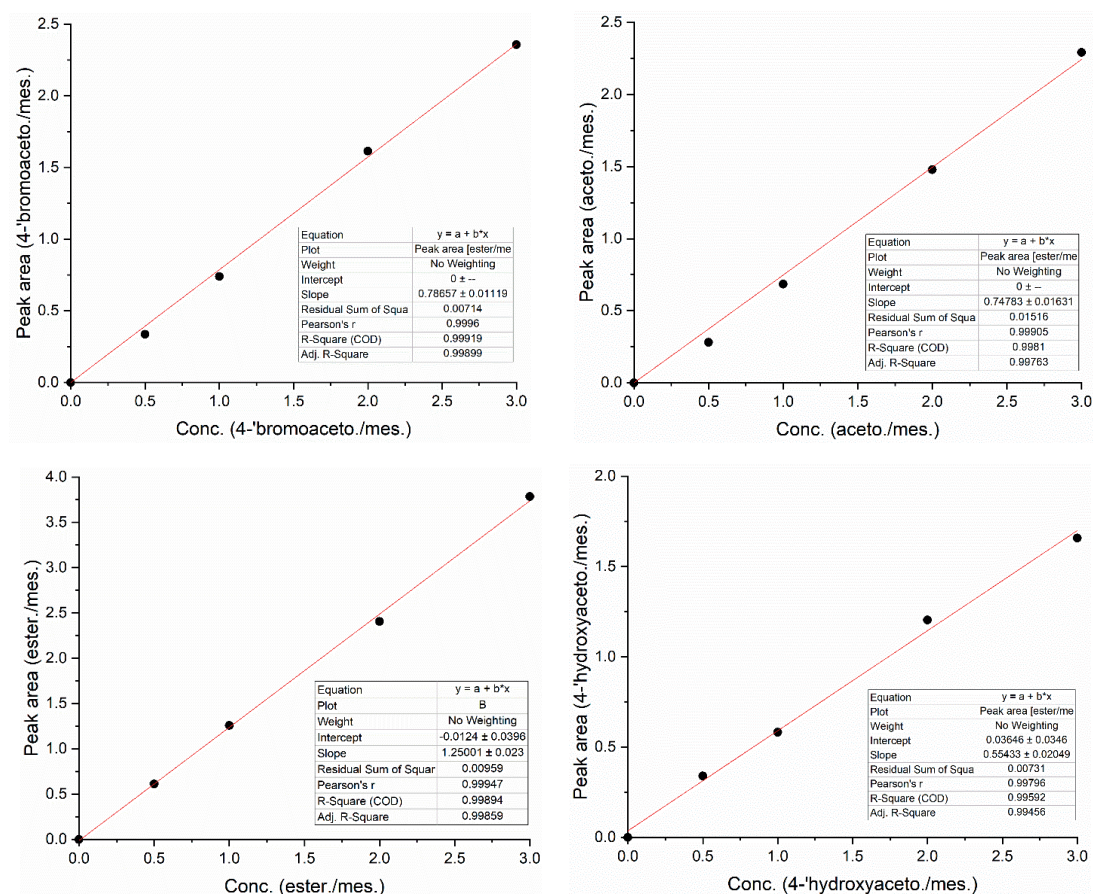 Peak area (4-'bromoaceto./mes.)
2.5
2.0
1.5
1.0
0.5
0.0
Equation y = a + b*x
Plot Peak area [ester/me
Weight No Weighting
Intercept 0 ± --
Slope 0.78657 ± 0.01119
Residual Sum of Squa 0.00714
Pearson's r 0.9996
R-Square (COD) 0.99919
Adj. R-Square 0.99899
0.0 0.5 1.0 1.5 2.0 2.5 3.0
Conc. (4-'bromoaceto./mes.)
Peak area (aceto./mes.)
2.5
2.0
1.5
1.0
0.5
0.0
Equation y = a + b*x
Plot Peak area [ester/me
Weight No Weighting
Intercept 0 ± --
Slope 0.74783 ± 0.01631
Residual Sum of Squa 0.01516
Pearson's r 0.99905
R-Square (COD) 0.9981
Adj. R-Square 0.99763
0.0 0.5 1.0 1.5 2.0 2.5 3.0
Conc. (aceto./mes.)
Peak area (ester./mes.)
4.0
3.5
3.0
2.5
2.0
1.5
1.0
0.5
0.0
Equation y = a + b*x
Plot B
Weight No Weighting
Intercept -0.0124 ± 0.0396
Slope 1.25001 ± 0.023
Residual Sum of Squar 0.00959
Pearson's r 0.99947
R-Square (COD) 0.99894
Adj. R-Square 0.99859
0.0 0.5 1.0 1.5 2.0 2.5 3.0
Conc. (ester./mes.)
Peak area (4-'hydroxyaceto./mes.)
2.0
1.5
1.0
0.5
0.0
Equation y = a + b*x
Plot Peak area [ester/me
Weight No Weighting
Intercept 0.03646 ± 0.0346
Slope 0.55433 ± 0.02049
Residual Sum of Squa 0.00731
Pearson's r 0.99796
R-Square (COD) 0.99592
Adj. R-Square 0.99456
0.0 0.5 1.0 1.5 2.0 2.5 3.0
Conc. (4-'hydroxyaceto./mes.)